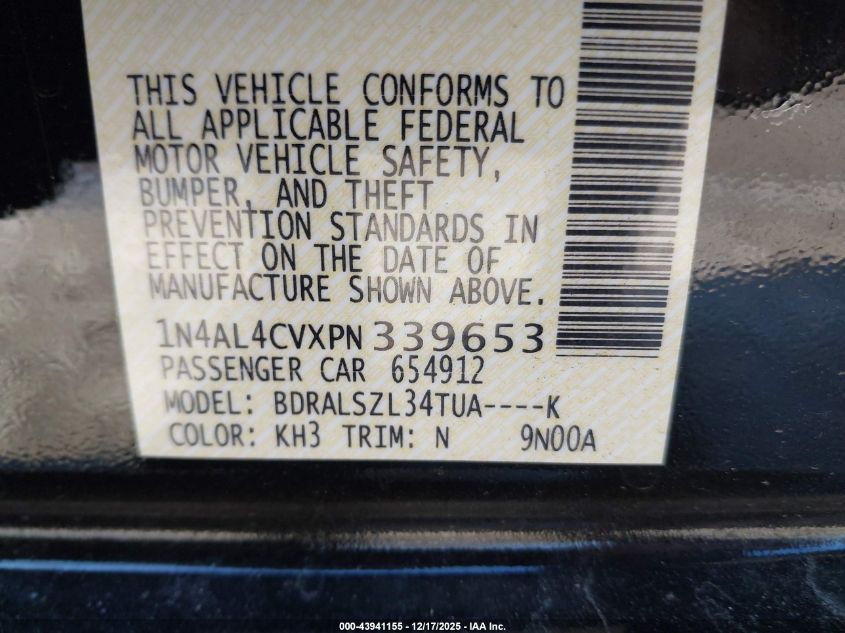 THIS VEHICLE CONFORMS TO
ALL APPLICABLE FEDERAL
MOTOR VEHICLE SAFETY,
BUMPER, AND THEFT
PREVENTION STANDARDS IN
EFFECT ON THE DATE OF
MANUFACTURE SHOWN ABOVE.
1N4AL4CVXPN339653
PASSENGER CAR 654912
MODEL: BDRALSZL34TUA----K
COLOR: KH3 TRIM: N 9N00A
000-43941155 - 12/17/2025 - IAA Inc.